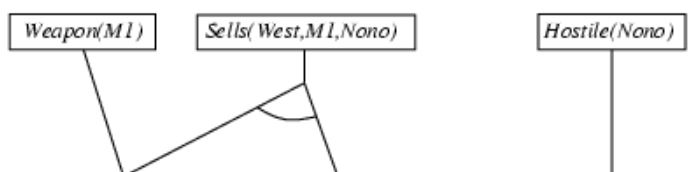 Weapon(M1)
Sells(West,M1,Nono)
Hostile(Nono)